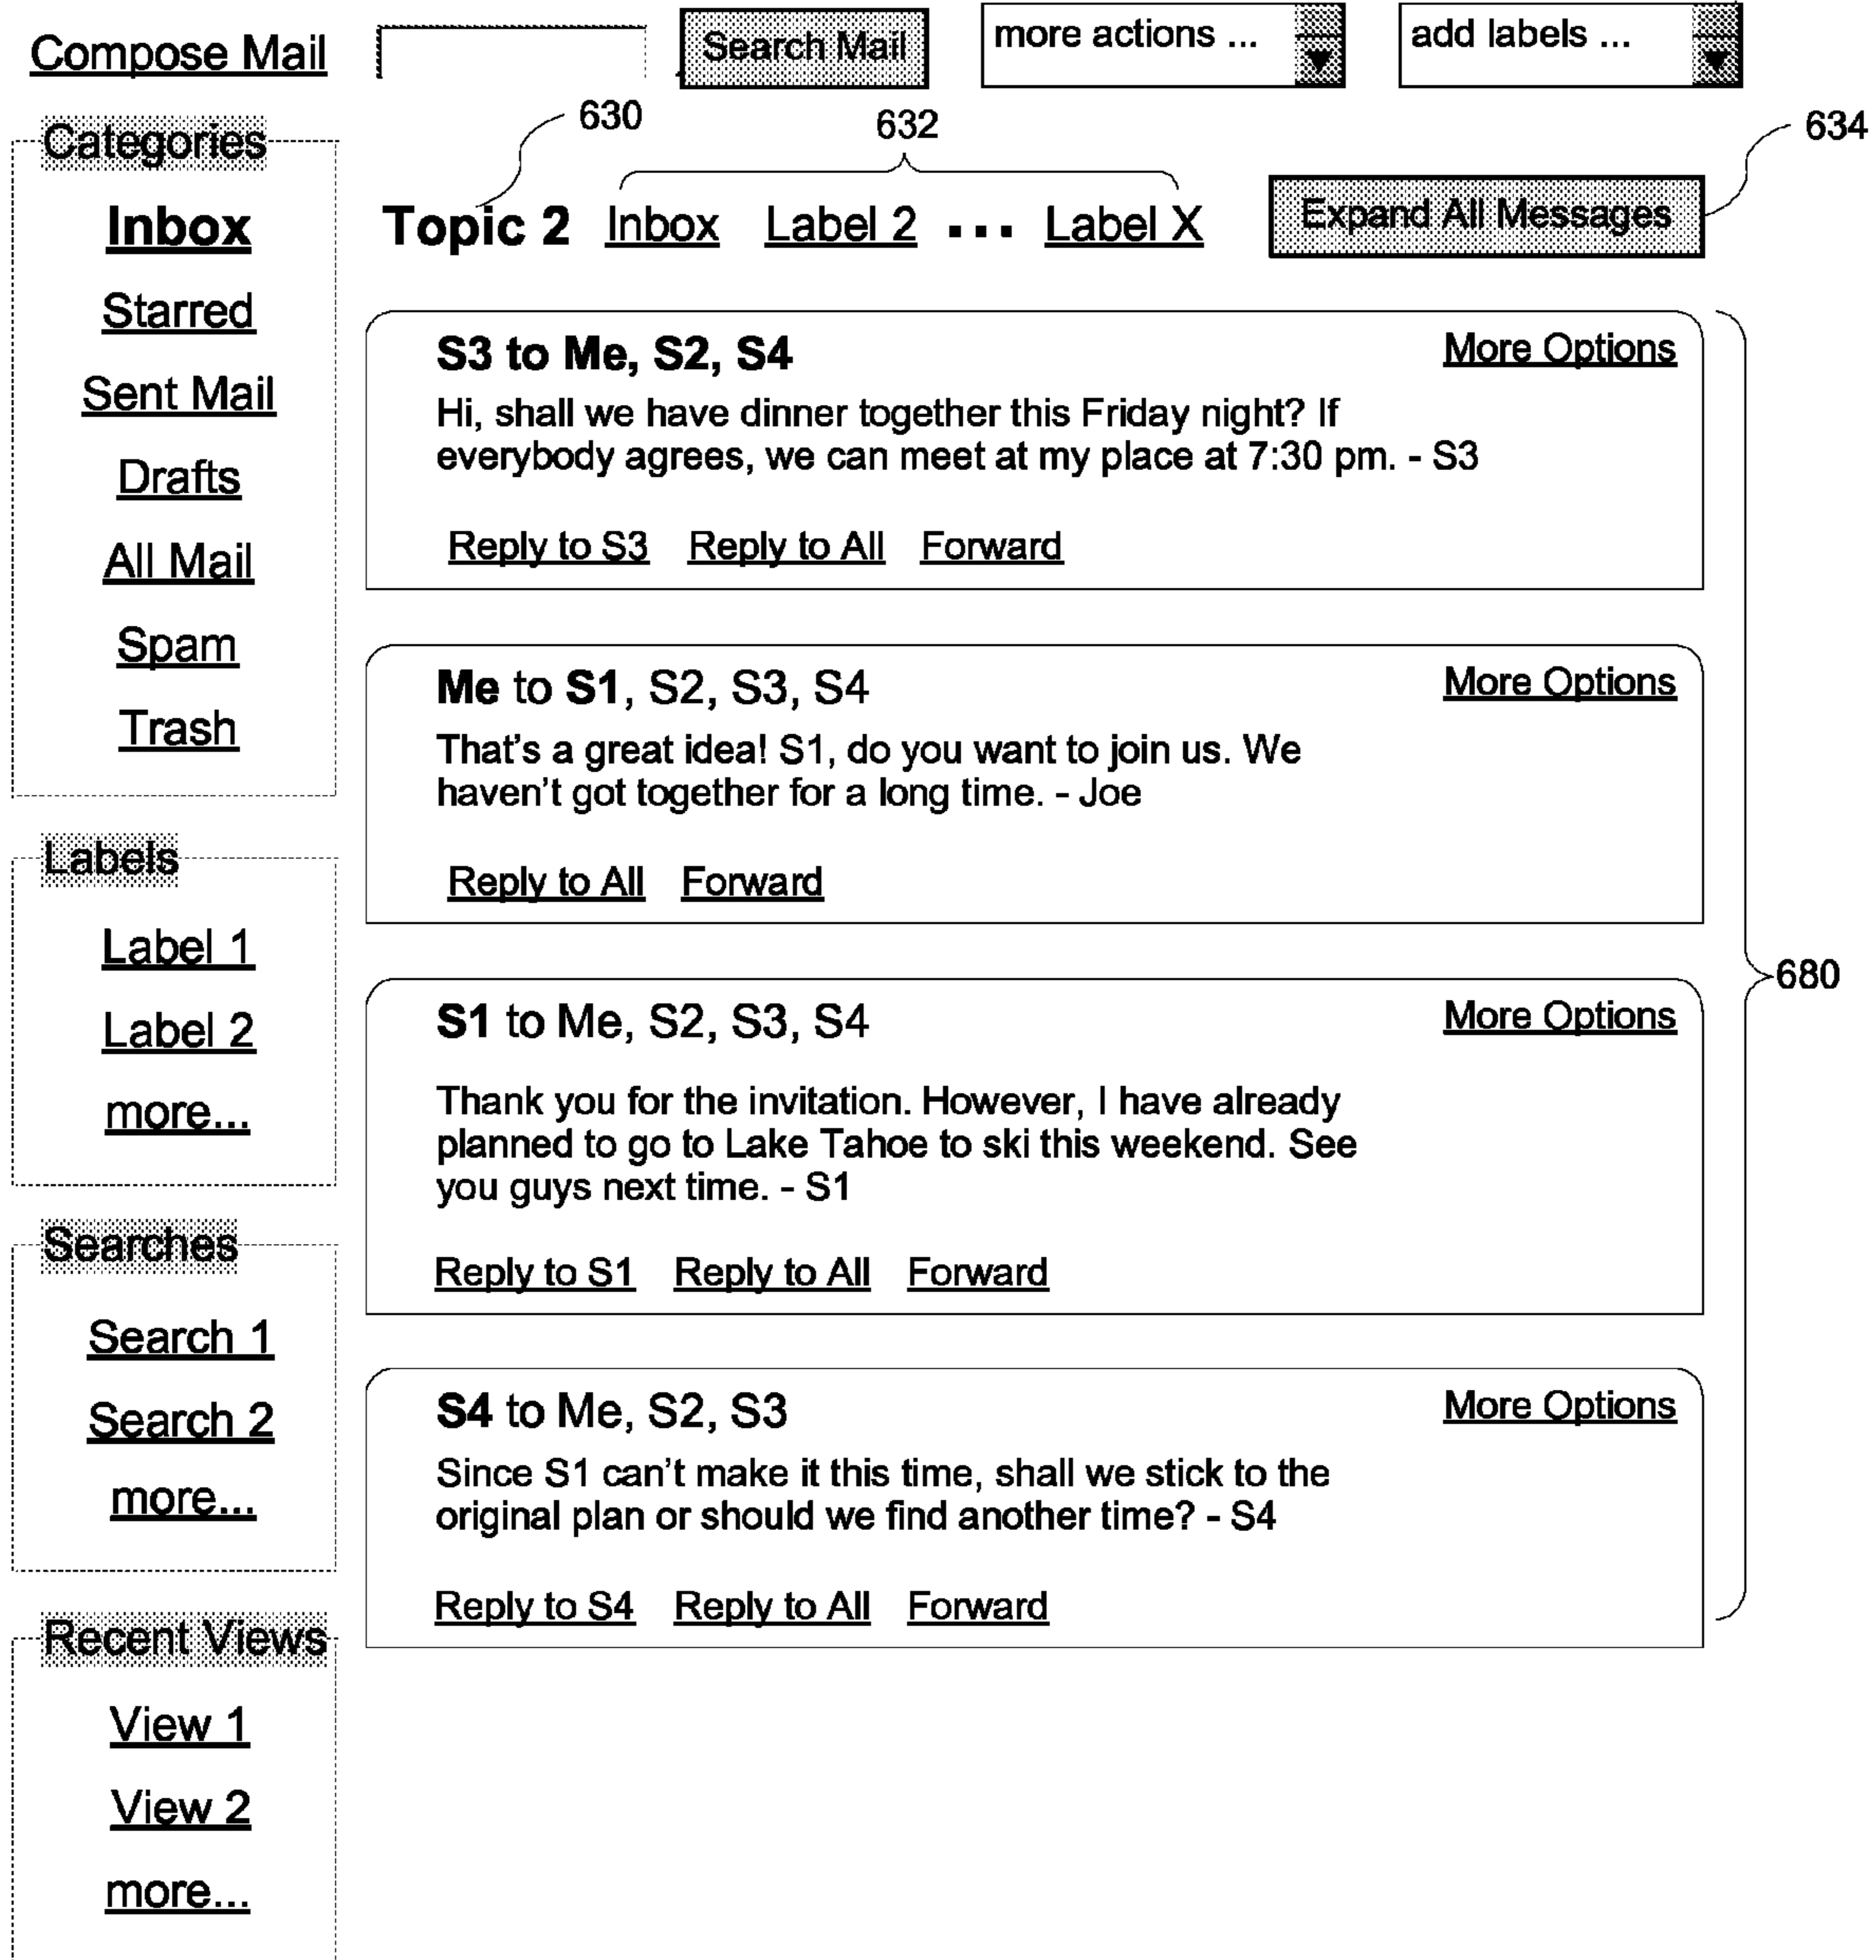 Compose Mail
Search Mail
more actions ...
add labels ...
630
632
634
Categories
Inbox
Starred
Sent Mail
Drafts
All Mail
Spam
Trash
Labels
Label 1
Label 2
more...
Searches
Search 1
Search 2
more...
Recent Views
View 1
View 2
more...
Topic 2 Inbox Label 2 ... Label X
Expand All Messages
S3 to Me, S2, S4
More Options
Hi, shall we have dinner together this Friday night? If
everybody agrees, we can meet at my place at 7:30 pm. - S3
Reply to S3 Reply to All Forward
Me to S1, S2, S3, S4
More Options
That's a great idea! S1, do you want to join us. We
haven't got together for a long time. - Joe
Reply to All Forward
S1 to Me, S2, S3, S4
More Options
Thank you for the invitation. However, I have already
planned to go to Lake Tahoe to ski this weekend. See
you guys next time. - S1
Reply to S1 Reply to All Forward
S4 to Me, S2, S3
More Options
Since S1 can't make it this time, shall we stick to the
original plan or should we find another time? - S4
Reply to S4 Reply to All Forward
680